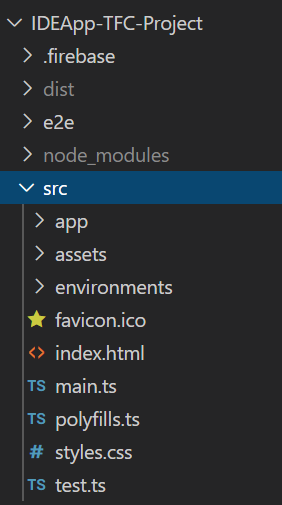 IDEApp-TFC-Project
.firebase
dist
e2e
node_modules
src
app
assets
environments
favicon.ico
index.html
TS main.ts
TS polyfills.ts
# styles.css
TS test.ts